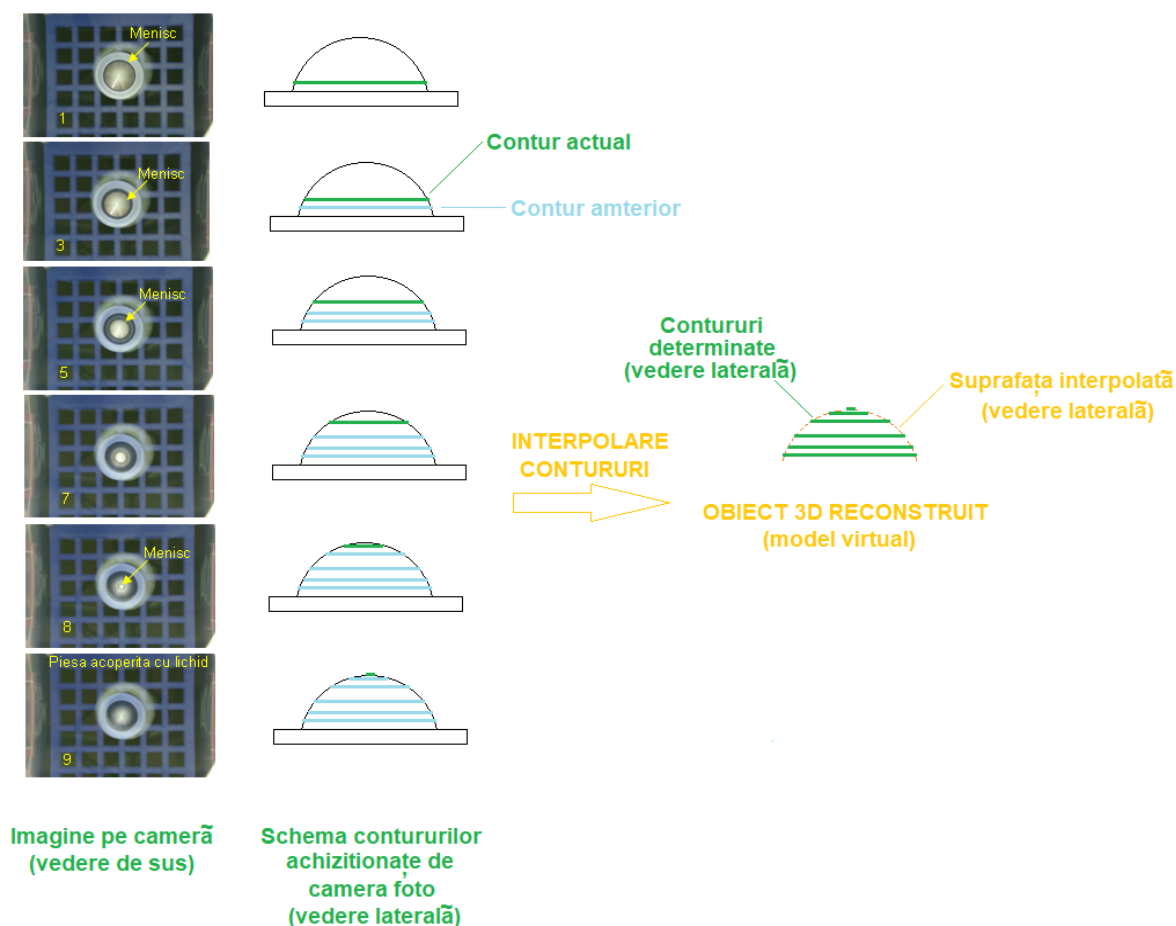 Menisc
1
Menisc
3
Contur actual
Contur amterior
Menisc
5
Contururi
determinate
(vedere laterală)
Suprafața interpolată
(vedere laterală)
7
INTERPOLARE
CONTURURI
OBIECT 3D RECONSTRUIT
(model virtual)
Menisc
8
Piesa acoperita cu lichid
9
Imagine pe cameră
(vedere de sus)
Schema contururilor
achizitionațe de
camera foto
(vedere laterală)